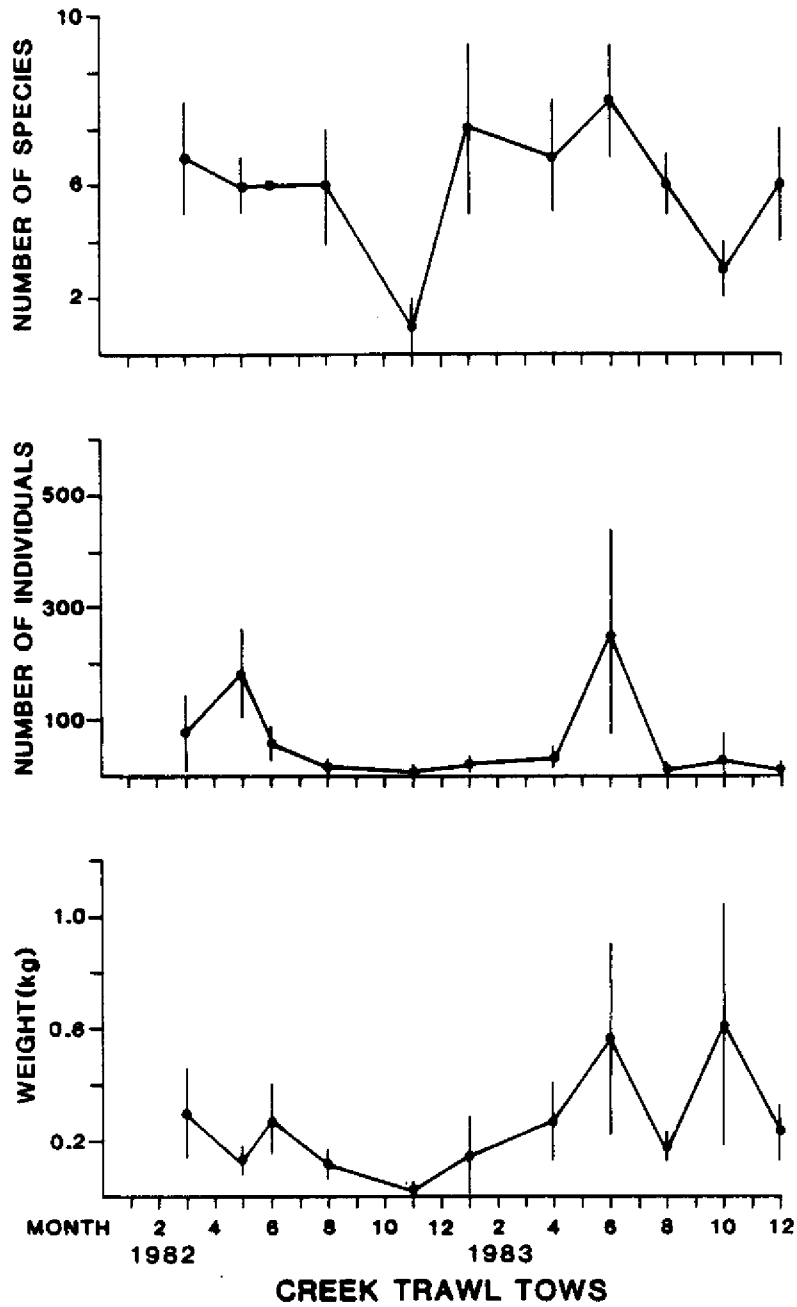 NUMBER OF SPECIES
10
6
2
NUMBER OF INDIVIDUALS
500
300
100
WEIGHT(kg)
1.0
0.6
0.2
MONTH 2 4 6 8 10 12 2 4 6 8 10 12
1982 1983
CREEK TRAWL TOWS